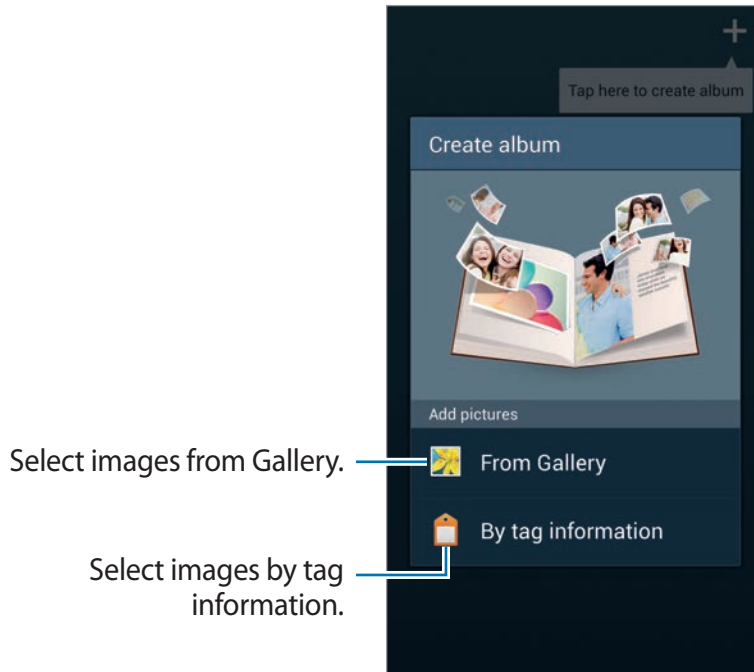 +
Tap here to create album
Create album
Add pictures
Select images from Gallery.
From Gallery
Select images by tag
information.
By tag information